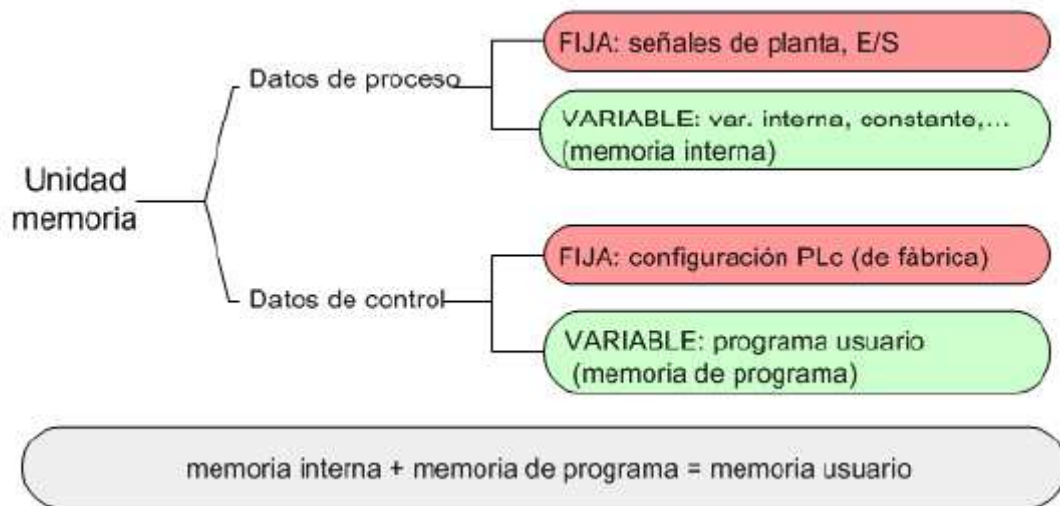 FIJA: señales de planta, E/S
Datos de proceso
VARIABLE: var. interna, constante,...
(memoria interna)
Unidad
memoria
FIJA: configuración PLc (de fábrica)
Datos de control
VARIABLE: programa usuario
(memoria de programa)
memoria interna + memoria de programa = memoria usuario